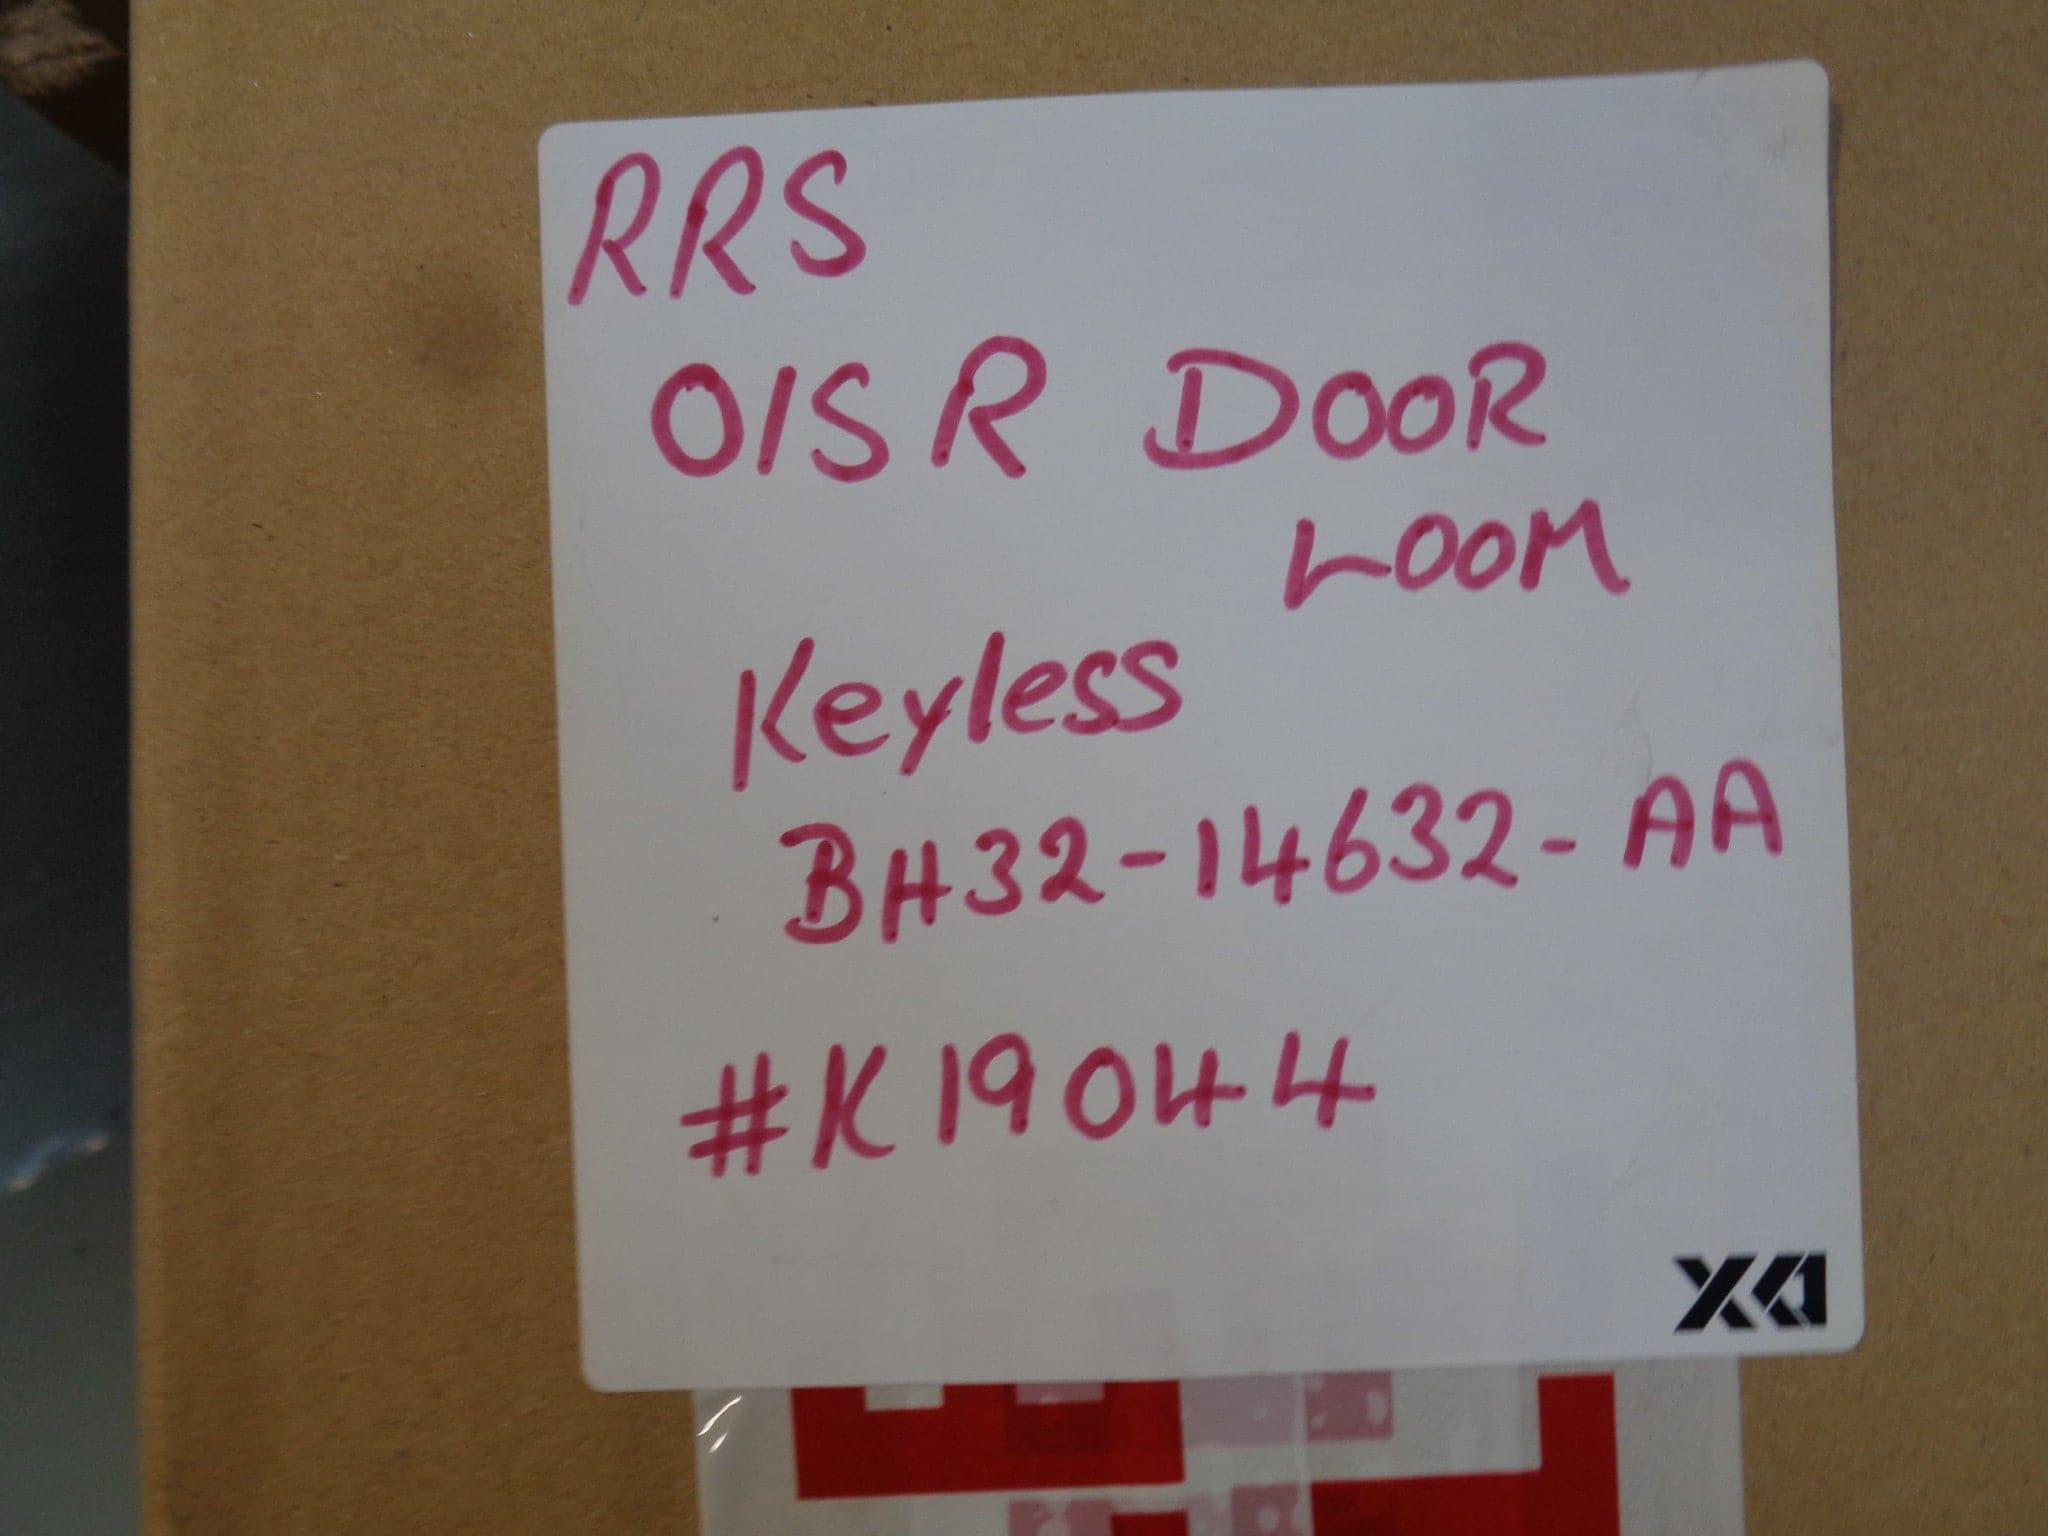 RRS
O/S R DOOR
LOOM
Keyless
BH32-14632-AA
#K19044